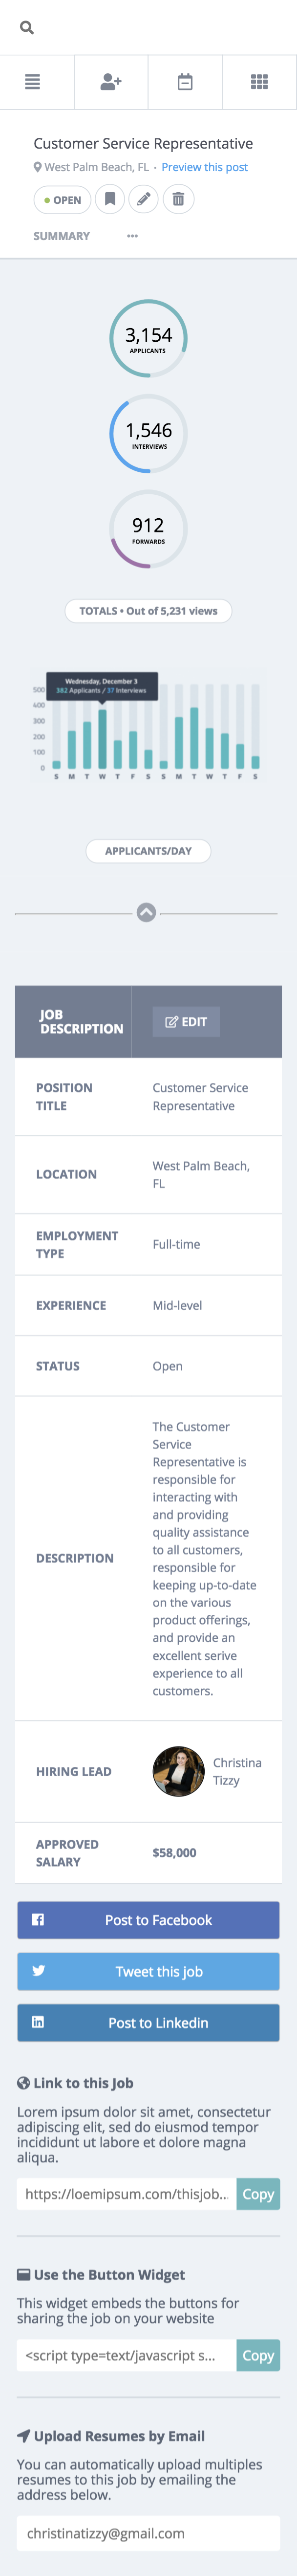 Customer Service Representative
West Palm Beach, FL · Preview this post
OPEN
SUMMARY •••
3,154
APPLICANTS
1,546
INTERVIEWS
912
FORWARDS
TOTALS • Out of 5,231 views
Wednesday, December 3
382 Applicants / 37 Interviews
500
400
300
200
100
0
S M T W T F S S M T W T F S
APPLICANTS/DAY
JOB
DESCRIPTION
EDIT
POSITION
TITLE
Customer Service
Representative
LOCATION
West Palm Beach,
FL
EMPLOYMENT
TYPE
Full-time
EXPERIENCE
Mid-level
STATUS
Open
DESCRIPTION
The Customer
Service
Representative is
responsible for
interacting with
and providing
quality assistance
to all customers,
responsible for
keeping up-to-date
on the various
product offerings,
and provide an
excellent serive
experience to all
customers.
HIRING LEAD
Christina
Tizzy
APPROVED
SALARY
$58,000
Post to Facebook
Tweet this job
Post to Linkedin
Link to this Job
Lorem ipsum dolor sit amet, consectetur
adipiscing elit, sed do eiusmod tempor
incididunt ut labore et dolore magna
aliqua.
https://loemipsum.com/thisjob... Copy
Use the Button Widget
This widget embeds the buttons for
sharing the job on your website
<script type=text/javascript s... Copy
Upload Resumes by Email
You can automatically upload multiples
resumes to this job by emailing the
address below.
christinatizzy@gmail.com